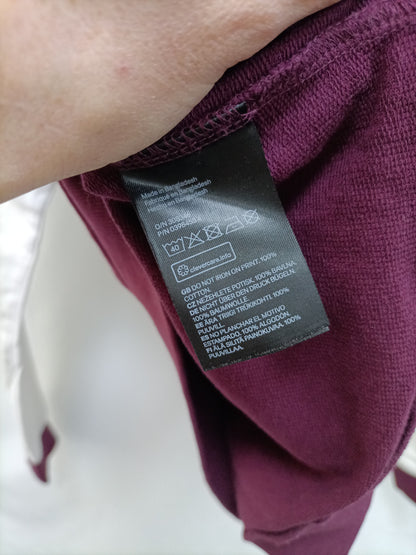 Made in Bangladesh
Fabriqué en Bangladesh
Hecho en Bangladesh
O/N
P/N
40
clevercare.info
GB DO NOT IRON ON PRINT. 100%
COTTON.
CZ NEŽEHLETE POTISK. 100% BAVLNA.
DE NICHT ÜBER DEN DRUCK BÜGELN.
100% BAUMWOLLE.
EE ÄRA TRIIGI TRÜKIKOHTI. 100%
PUUVILL.
ES NO PLANCHAR EL MOTIVO
ESTAMPADO. 100% ALGODÓN.
FI ÄLÄ SILITÄ PAINOKUVAA. 100%
PUUVILLAA.